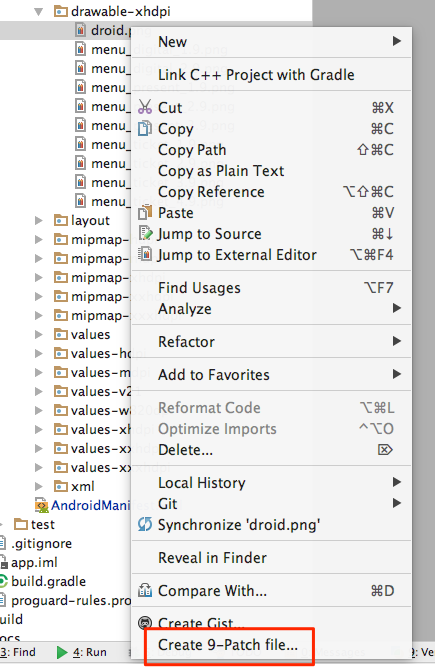 drawable-xhdpi
droid.p
menu_
menu_
menu_
menu_
menu_
menu_
menu_
menu_
layout
mipmap-
mipmap-
mipmap-
mipmap-
values
values-hd
values-m
values-v2
values-w820
values-xh
values-xx
values-xx
xml
AndroidMani
test
.gitignore
app.iml
build.gradle
proguard-rules.pro
uild
ocs
New
Link C++ Project with Gradle
Cut ⌘X
Copy ⌘C
Copy Path ⇧⌘C
Copy as Plain Text
Copy Reference ⌥⇧⌘C
Paste ⌘V
Jump to Source ⌘↓
Jump to External Editor ⌥⌘F4
Find Usages ⌥F7
Analyze
Refactor
Add to Favorites
Reformat Code ⌥⌘L
Optimize Imports ^⌥O
Delete... ⌦
Local History
Git
Synchronize 'droid.png'
Reveal in Finder
Compare With... ⌘D
Create Gist...
Create 9-Patch file...
3: Find 4: Run 9: Ve